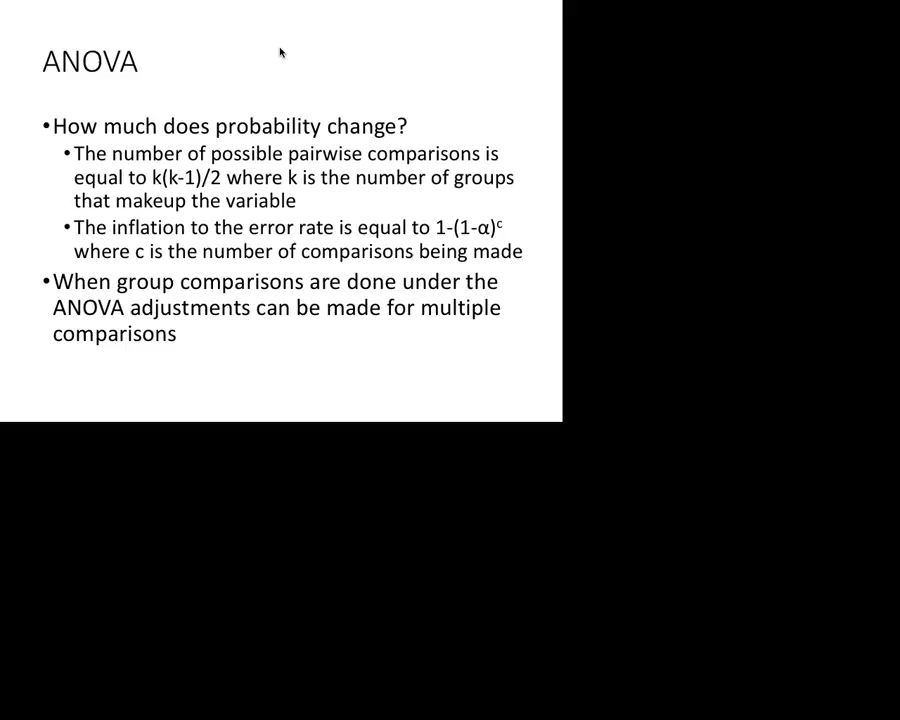 ANOVA
•How much does probability change?
•The number of possible pairwise comparisons is
equal to k(k-1)/2 where k is the number of groups
that makeup the variable
•The inflation to the error rate is equal to 1-(1-α)ᶜ
where c is the number of comparisons being made
•When group comparisons are done under the
ANOVA adjustments can be made for multiple
comparisons